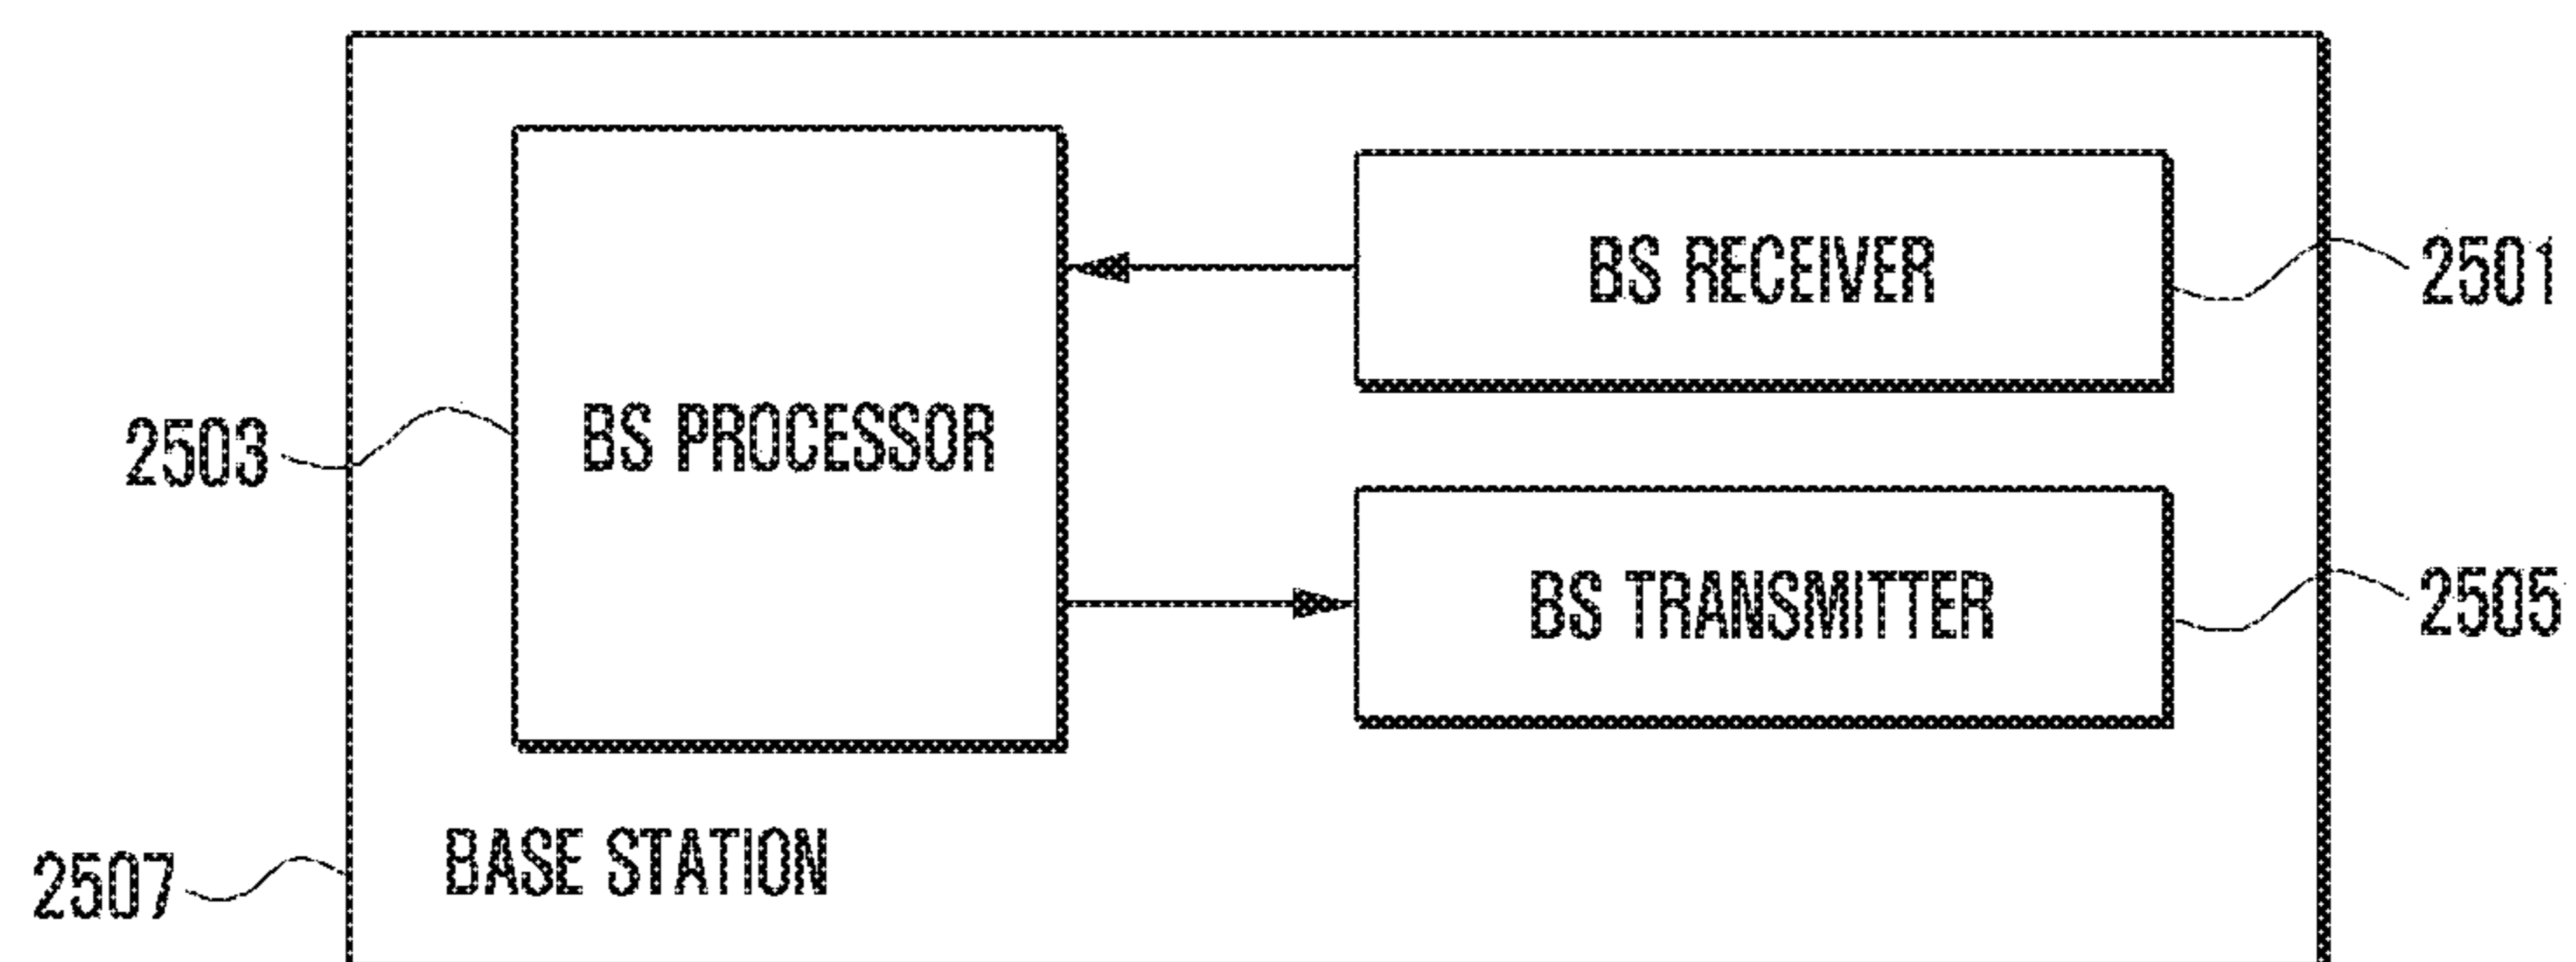 BS RECEIVER
2501
2503
BS PROCESSOR
BS TRANSMITTER
2505
2507
BASE STATION